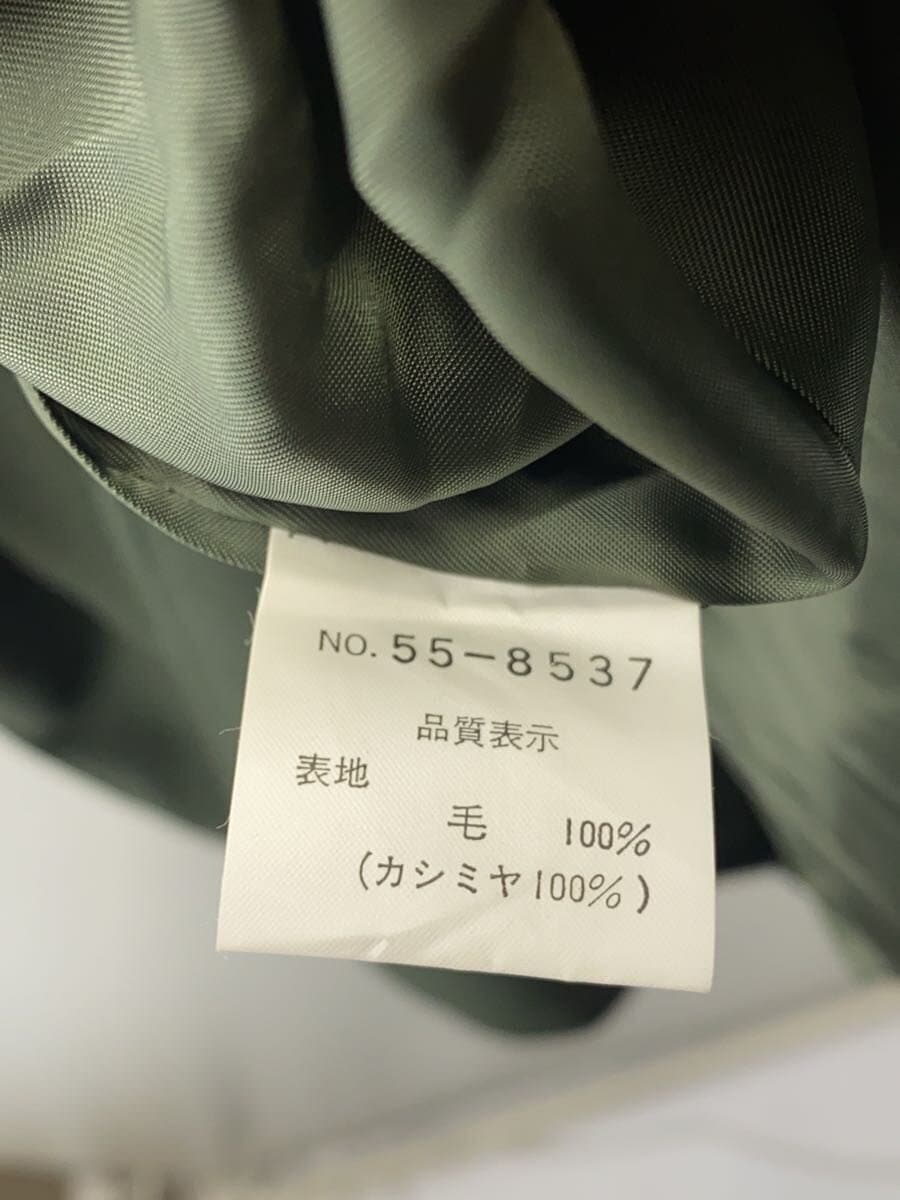 NO. 55-8537
品質表示
表地
毛 100%
(カシミヤ100%)